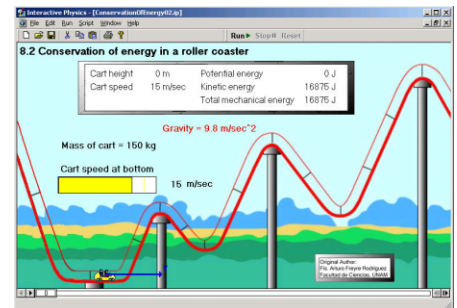 Interactive Physics - [ConservationOfEnergy02.ip]
File Edit Run Script Window Help
Run Stop Reset
8.2 Conservation of energy in a roller coaster
Cart height 0 m Potential energy 0 J
Cart speed 15 m/sec Kinetic energy 16875 J
Total mechanical energy 16875 J
Gravity = 9.8 m/sec^2
Mass of cart = 150 kg
Cart speed at bottom
15 m/sec
Original Author:
Fis. Arturo Freyre Rodríguez
Facultad de Ciencias, UNAM
0